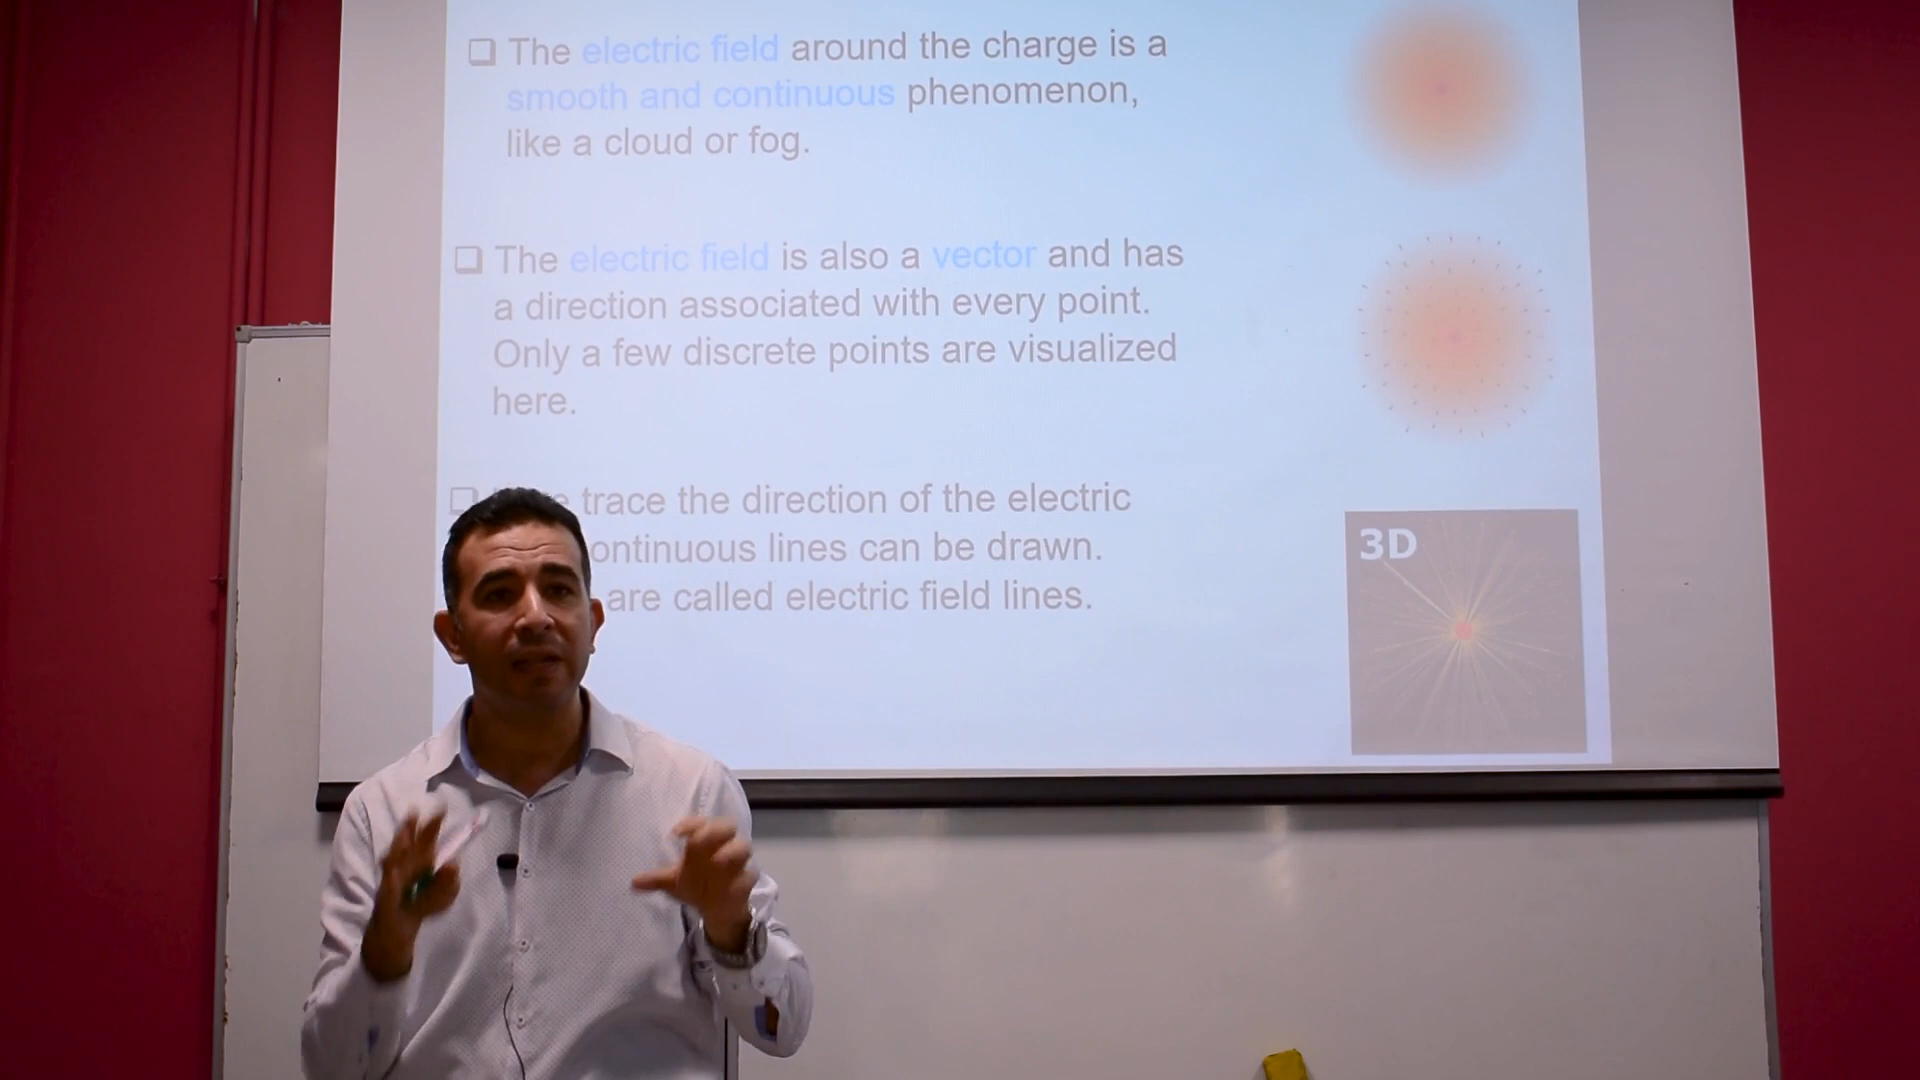 The electric field around the charge is a
smooth and continuous phenomenon,
like a cloud or fog.
The electric field is also a vector and has
a direction associated with every point.
Only a few discrete points are visualized
here.
trace the direction of the electric
continuous lines can be drawn.
are called electric field lines.
3D